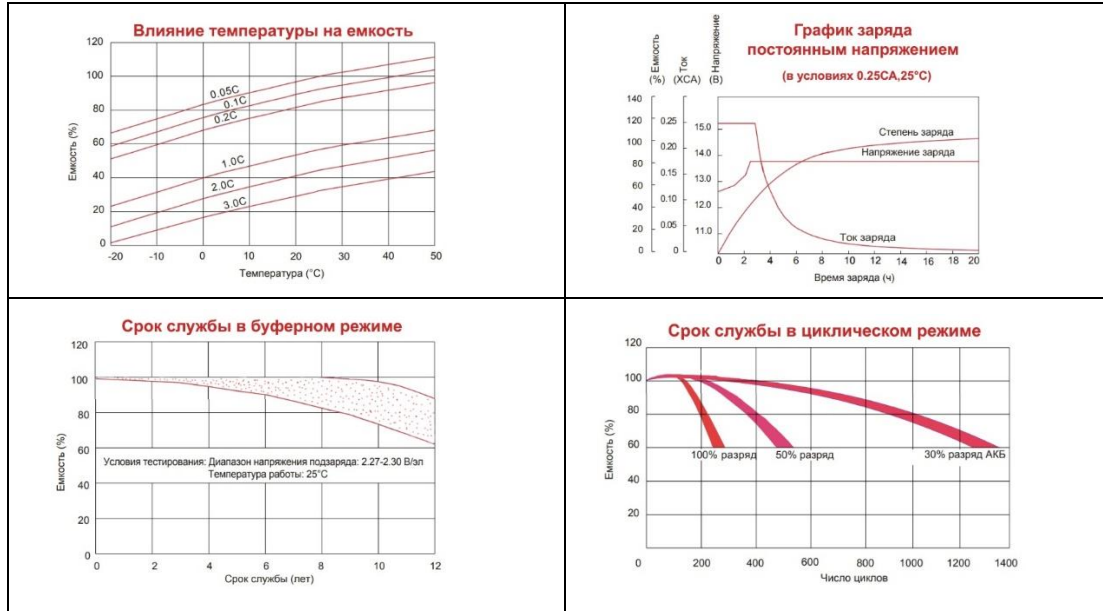 Влияние температуры на емкость
120
100
80
60
40
20
0
Емкость (%)
0.05C
0.1C
0.2C
1.0C
2.0C
3.0C
-20 -10 0 10 20 30 40 50
Температура (°C)
График заряда
постоянным напряжением
(в условиях 0.25CA,25°C)
Емкость (%)
Ток (XCA)
Напряжение (В)
140
120
100
80
60
40
20
0
0.25
0.20
0.15
0.10
0.05
0
15.0
14.0
13.0
12.0
11.0
Степень заряда
Напряжение заряда
Ток заряда
0 2 4 6 8 10 12 14 16 18 20
Время заряда (ч)
Срок службы в буферном режиме
120
100
80
60
40
20
0
Емкость (%)
Условия тестирования: Диапазон напряжения подзаряда: 2.27-2.30 В/эл
Температура работы: 25°C
0 2 4 6 8 10 12
Срок службы (лет)
Срок службы в циклическом режиме
120
100
80
60
40
20
Емкость (%)
100% разряд 50% разряд 30% разряд АКБ
0 200 400 600 800 1000 1200 1400
Число циклов